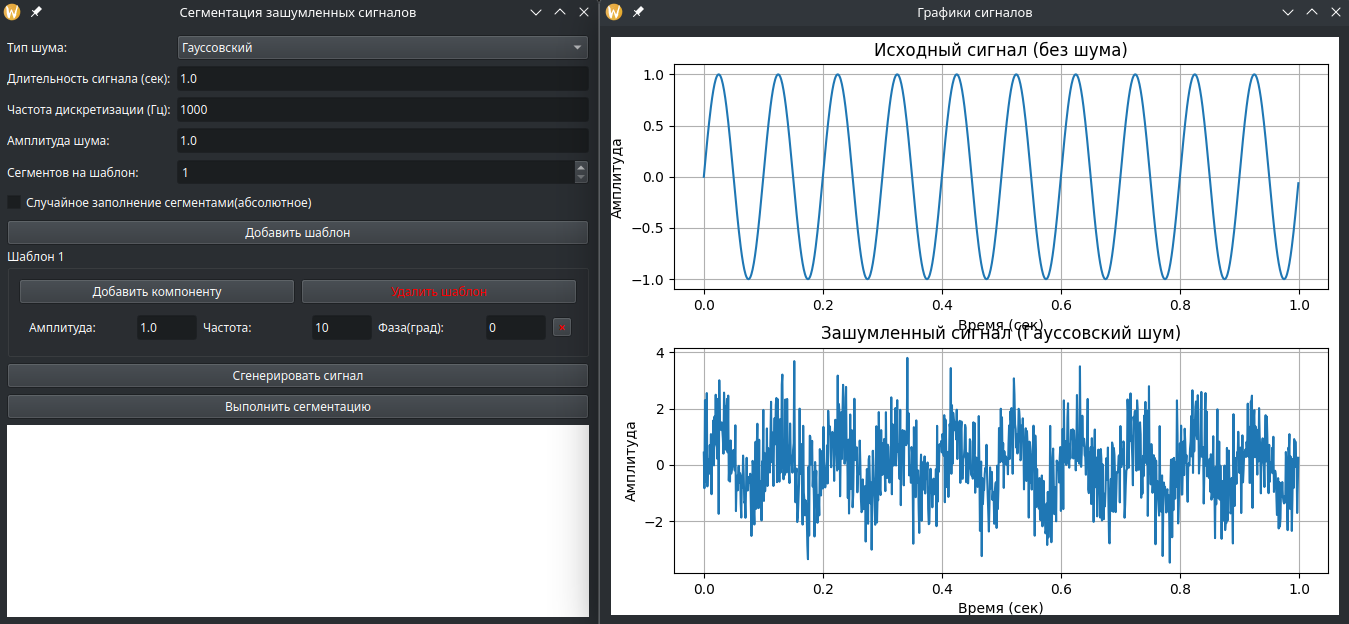 Сегментация зашумленных сигналов
Тип шума: Гауссовский
Длительность сигнала (сек): 1.0
Частота дискретизации (Гц): 1000
Амплитуда шума: 1.0
Сегментов на шаблон: 1
Случайное заполнение сегментами(абсолютное)
Добавить шаблон
Шаблон 1
Добавить компоненту Удалить шаблон
Амплитуда: 1.0 Частота: 10 Фаза(град): 0
Сгенерировать сигнал
Выполнить сегментацию
Графики сигналов
Исходный сигнал (без шума)
Амплитуда
1.0
0.5
0.0
−0.5
−1.0
0.0 0.2 0.4 0.6 0.8 1.0
Время (сек)
Зашумленный сигнал (Гауссовский шум)
Амплитуда
4
2
0
−2
0.0 0.2 0.4 0.6 0.8 1.0
Время (сек)